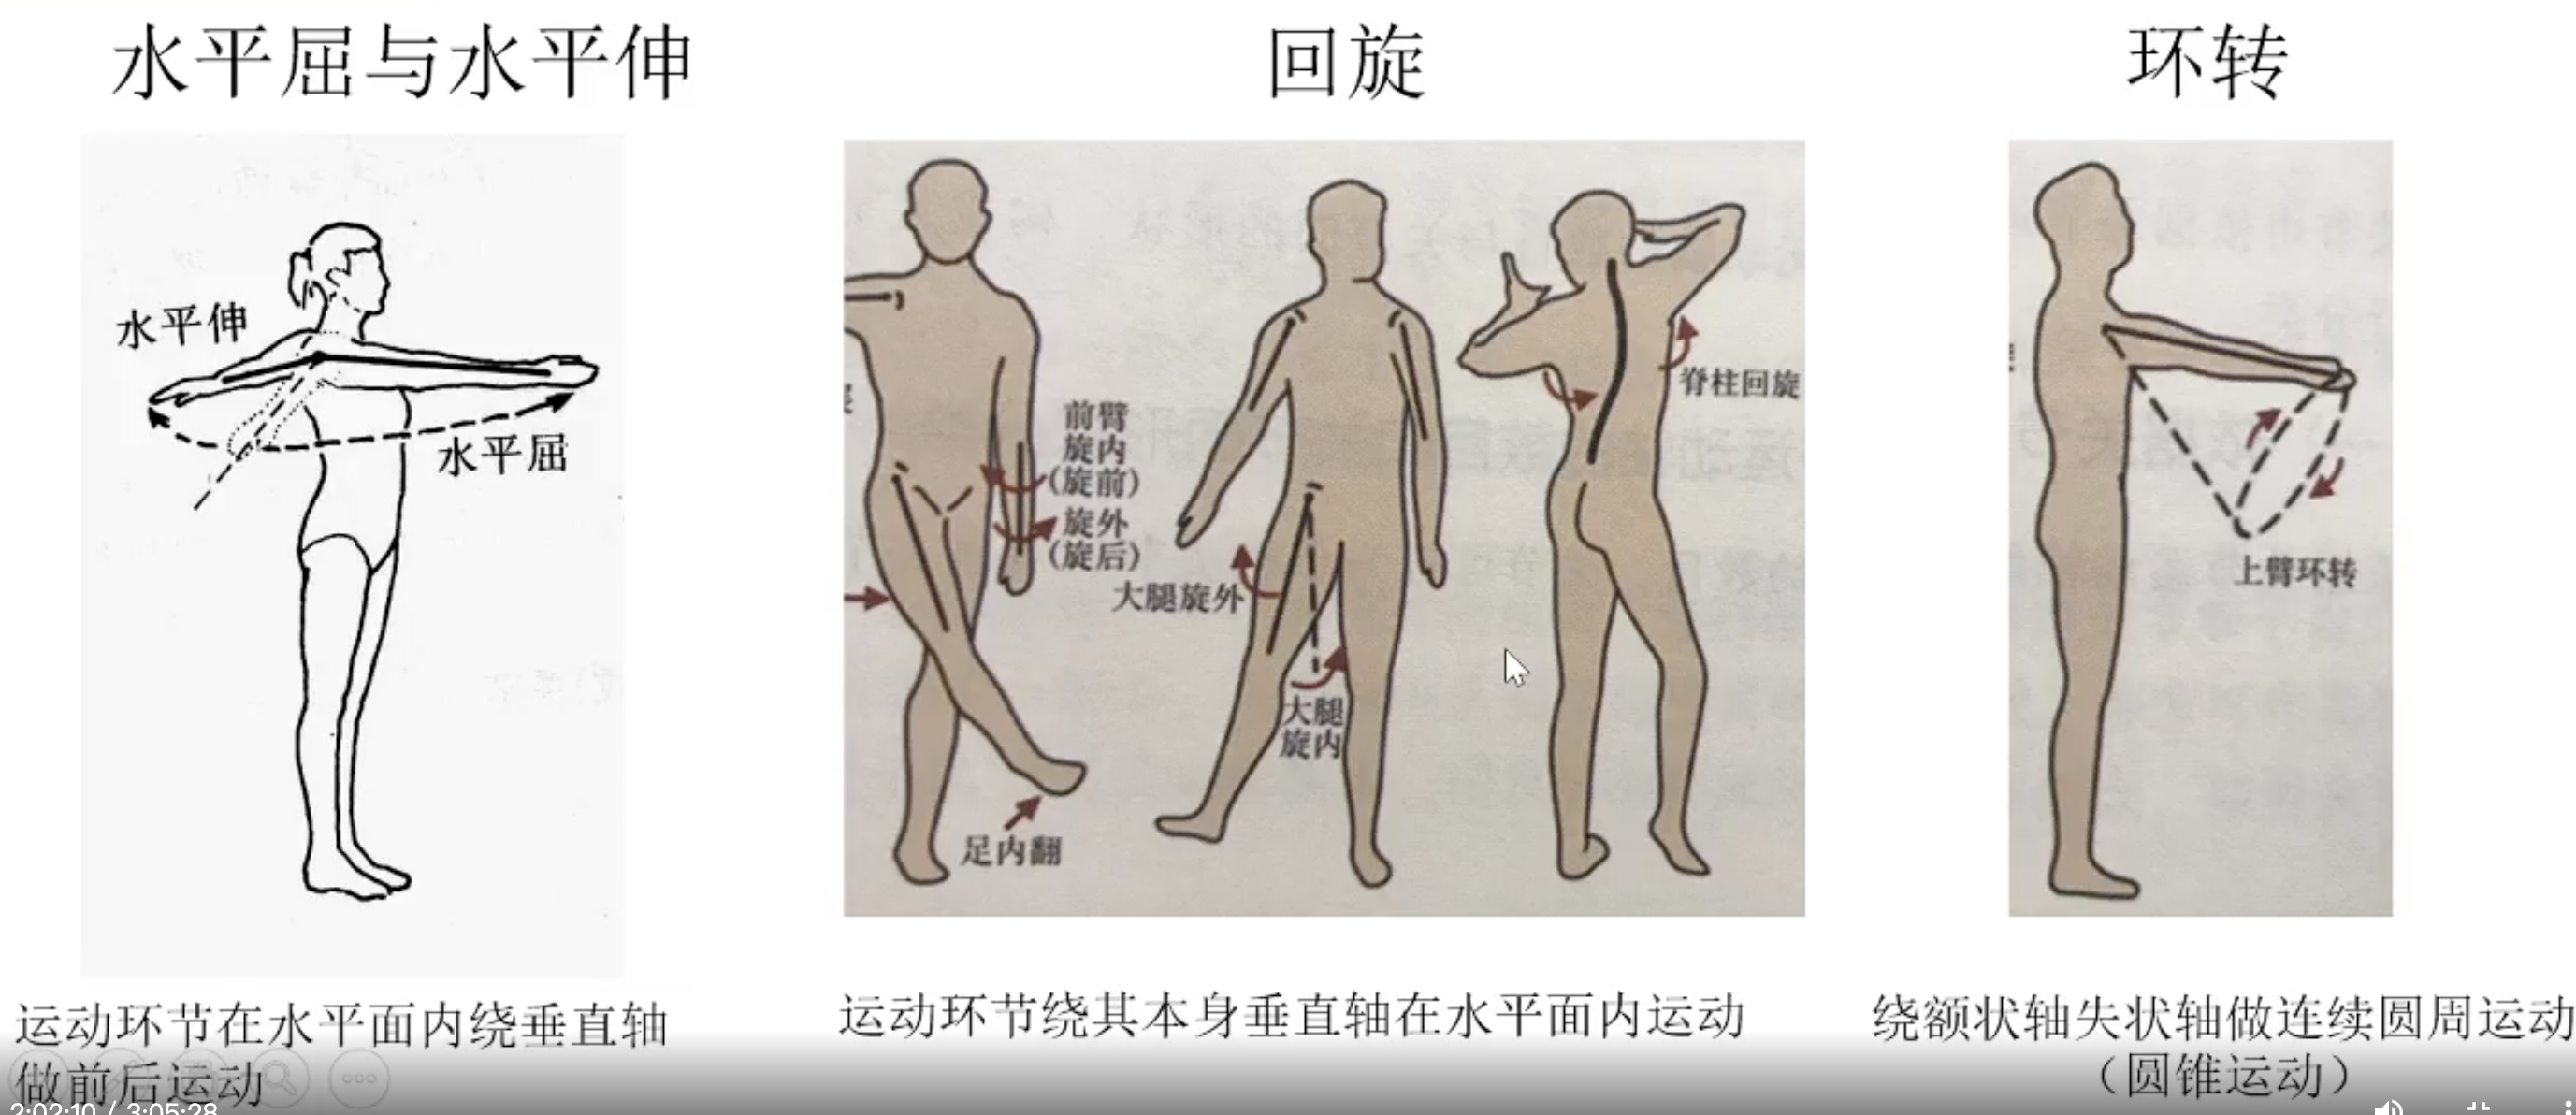 水平屈与水平伸
回旋
环转
水平伸
水平屈
前臂
旋内
(旋前)
旋外
(旋后)
大腿旋外
大腿
旋内
足内翻
脊柱回旋
上臂环转
运动环节在水平面内绕垂直轴
做前后运动
运动环节绕其本身垂直轴在水平面内运动
绕额状轴失状轴做连续圆周运动
（圆锥运动）
2:02:10 / 3:05:28